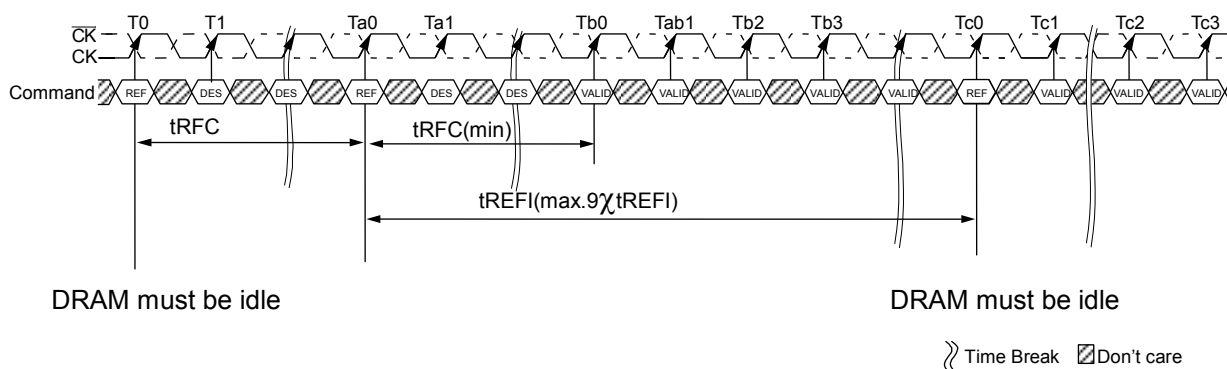 T0 T1 Ta0 Ta1 Tb0 Tab1 Tb2 Tb3 Tc0 Tc1 Tc2 Tc3
CK
CK
Command REF DES DES REF DES DES VALID VALID VALID VALID VALID REF VALID VALID VALID
tRFC tRFC(min)
tREFI(max.9χtREFI)
DRAM must be idle DRAM must be idle
Time Break Don't care